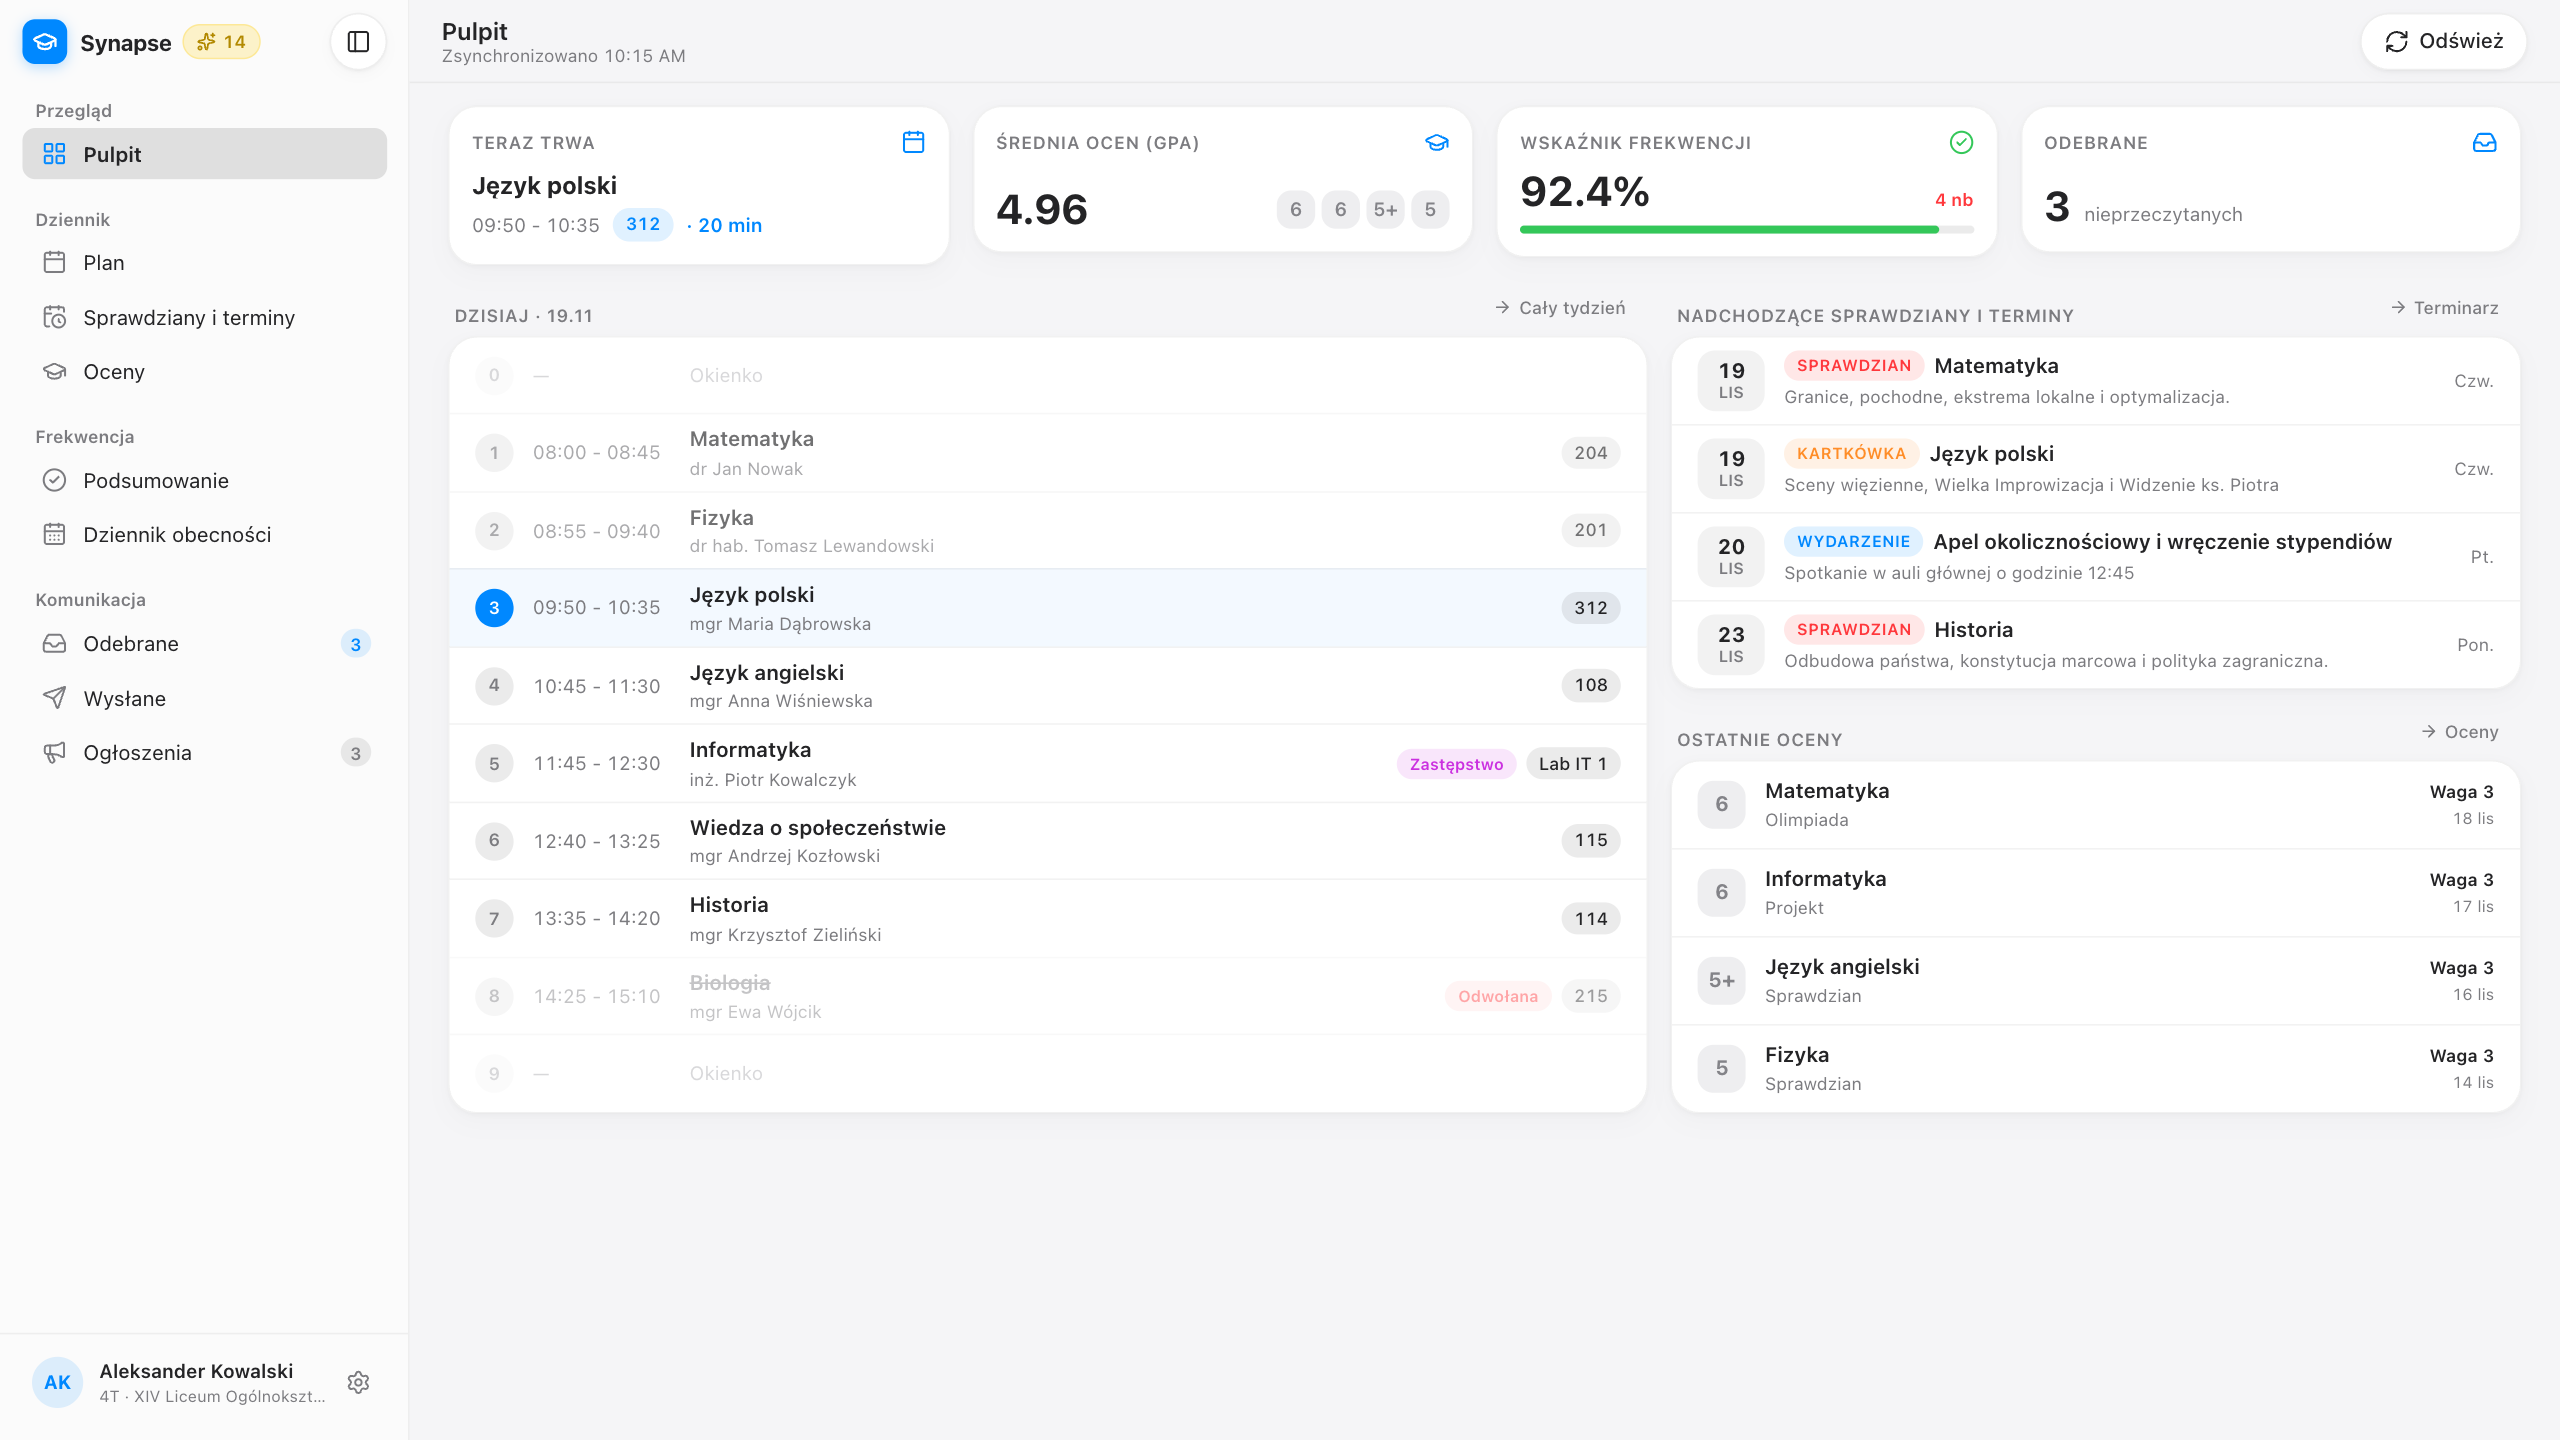 Synapse
14
Przegląd
Pulpit
Dziennik
Plan
Sprawdziany i terminy
Oceny
Frekwencja
Podsumowanie
Dziennik obecności
Komunikacja
Odebrane 3
Wysłane
Ogłoszenia 3
AK
Aleksander Kowalski
4T · XIV Liceum Ogólnokszt...
Pulpit
Zsynchronizowano 10:15 AM
Odśwież
TERAZ TRWA
Język polski
09:50 - 10:35 312 · 20 min
ŚREDNIA OCEN (GPA)
4.96 6 6 5+ 5
WSKAŹNIK FREKWENCJI
92.4% 4 nb
ODEBRANE
3 nieprzeczytanych
DZISIAJ · 19.11
→ Cały tydzień
0 — Okienko
1 08:00 - 08:45 Matematyka 204
dr Jan Nowak
2 08:55 - 09:40 Fizyka 201
dr hab. Tomasz Lewandowski
3 09:50 - 10:35 Język polski 312
mgr Maria Dąbrowska
4 10:45 - 11:30 Język angielski 108
mgr Anna Wiśniewska
5 11:45 - 12:30 Informatyka Zastępstwo Lab IT 1
inż. Piotr Kowalczyk
6 12:40 - 13:25 Wiedza o społeczeństwie 115
mgr Andrzej Kozłowski
7 13:35 - 14:20 Historia 114
mgr Krzysztof Zieliński
8 14:25 - 15:10 Biologia Odwołana 215
mgr Ewa Wójcik
9 — Okienko
NADCHODZĄCE SPRAWDZIANY I TERMINY
→ Terminarz
19 LIS SPRAWDZIAN Matematyka Czw.
Granice, pochodne, ekstrema lokalne i optymalizacja.
19 LIS KARTKÓWKA Język polski Czw.
Sceny więzienne, Wielka Improwizacja i Widzenie ks. Piotra
20 LIS WYDARZENIE Apel okolicznościowy i wręczenie stypendiów Pt.
Spotkanie w auli głównej o godzinie 12:45
23 LIS SPRAWDZIAN Historia Pon.
Odbudowa państwa, konstytucja marcowa i polityka zagraniczna.
OSTATNIE OCENY
→ Oceny
6 Matematyka Waga 3
Olimpiada 18 lis
6 Informatyka Waga 3
Projekt 17 lis
5+ Język angielski Waga 3
Sprawdzian 16 lis
5 Fizyka Waga 3
Sprawdzian 14 lis